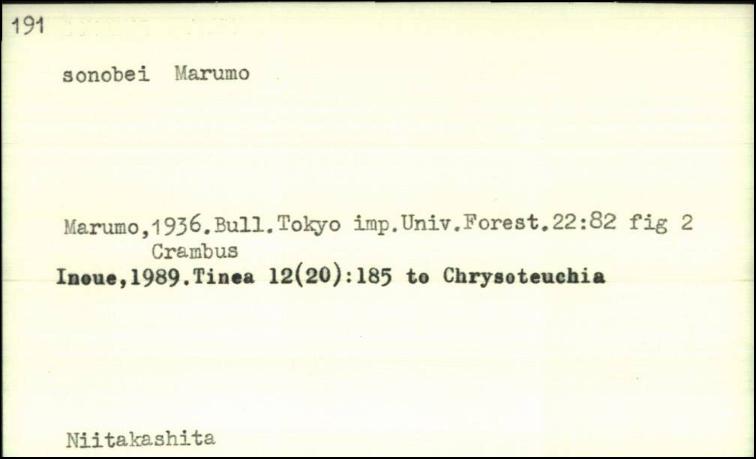 191
sonobei Marumo
Marumo,1936.Bull.Tokyo imp.Univ.Forest.22:82 fig 2
Crambus
Inoue,1989.Tinea 12(20):185 to Chrysoteuchia
Niitakashita